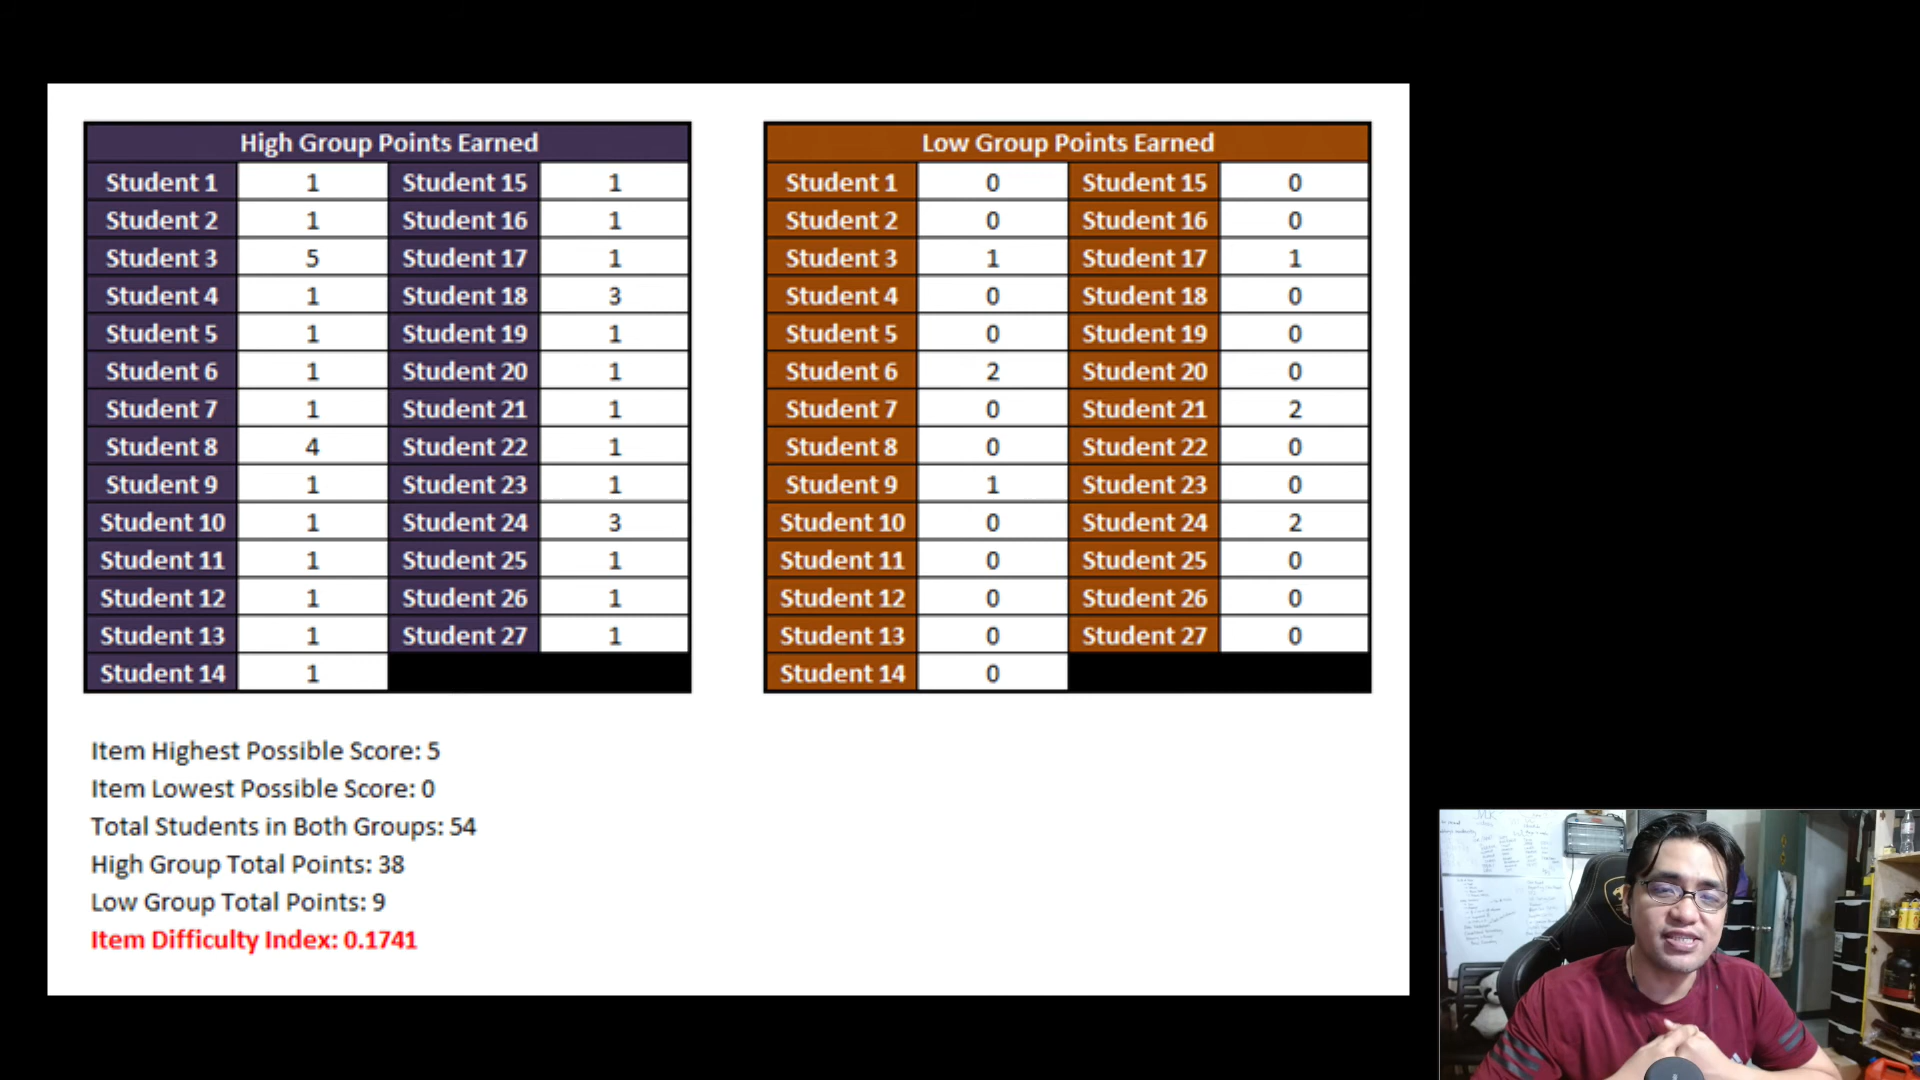 High Group Points Earned
Student 1 1 Student 15 1
Student 2 1 Student 16 1
Student 3 5 Student 17 1
Student 4 1 Student 18 3
Student 5 1 Student 19 1
Student 6 1 Student 20 1
Student 7 1 Student 21 1
Student 8 4 Student 22 1
Student 9 1 Student 23 1
Student 10 1 Student 24 3
Student 11 1 Student 25 1
Student 12 1 Student 26 1
Student 13 1 Student 27 1
Student 14 1
Low Group Points Earned
Student 1 0 Student 15 0
Student 2 0 Student 16 0
Student 3 1 Student 17 1
Student 4 0 Student 18 0
Student 5 0 Student 19 0
Student 6 2 Student 20 0
Student 7 0 Student 21 2
Student 8 0 Student 22 0
Student 9 1 Student 23 0
Student 10 0 Student 24 2
Student 11 0 Student 25 0
Student 12 0 Student 26 0
Student 13 0 Student 27 0
Student 14 0
Item Highest Possible Score: 5
Item Lowest Possible Score: 0
Total Students in Both Groups: 54
High Group Total Points: 38
Low Group Total Points: 9
Item Difficulty Index: 0.1741